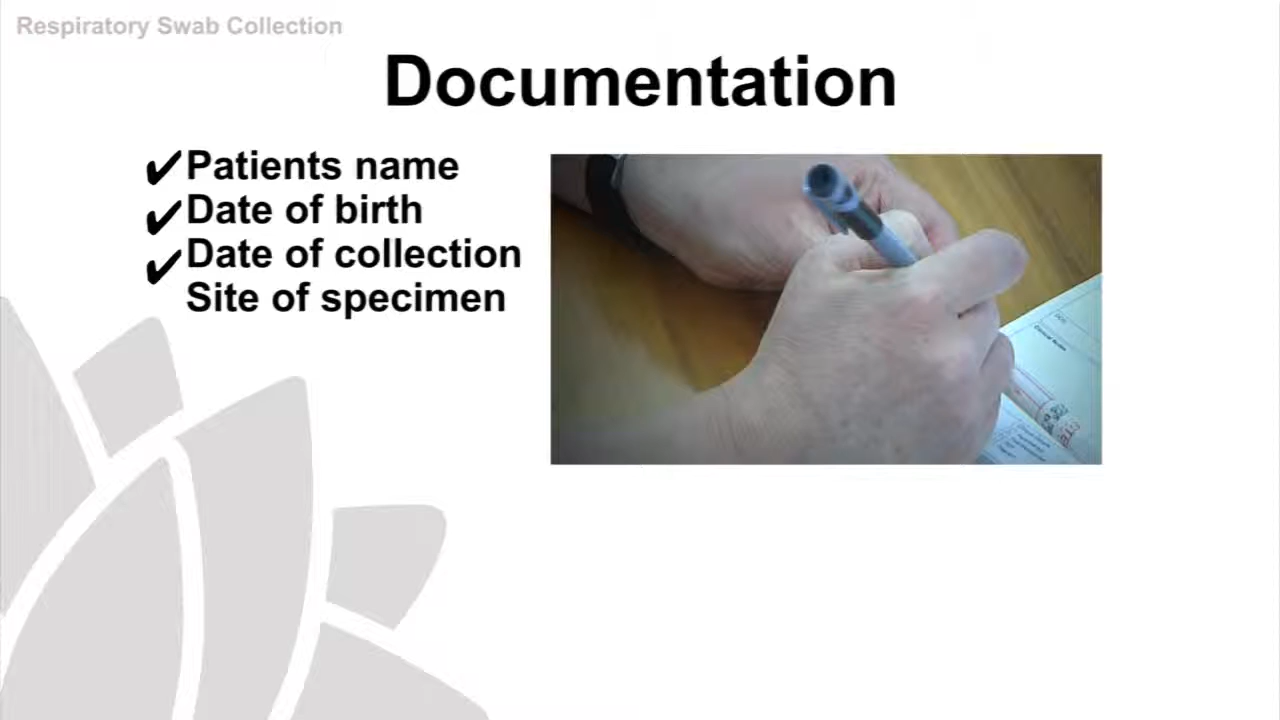 Respiratory Swab Collection
Documentation
✔Patients name
✔Date of birth
✔Date of collection
Site of specimen